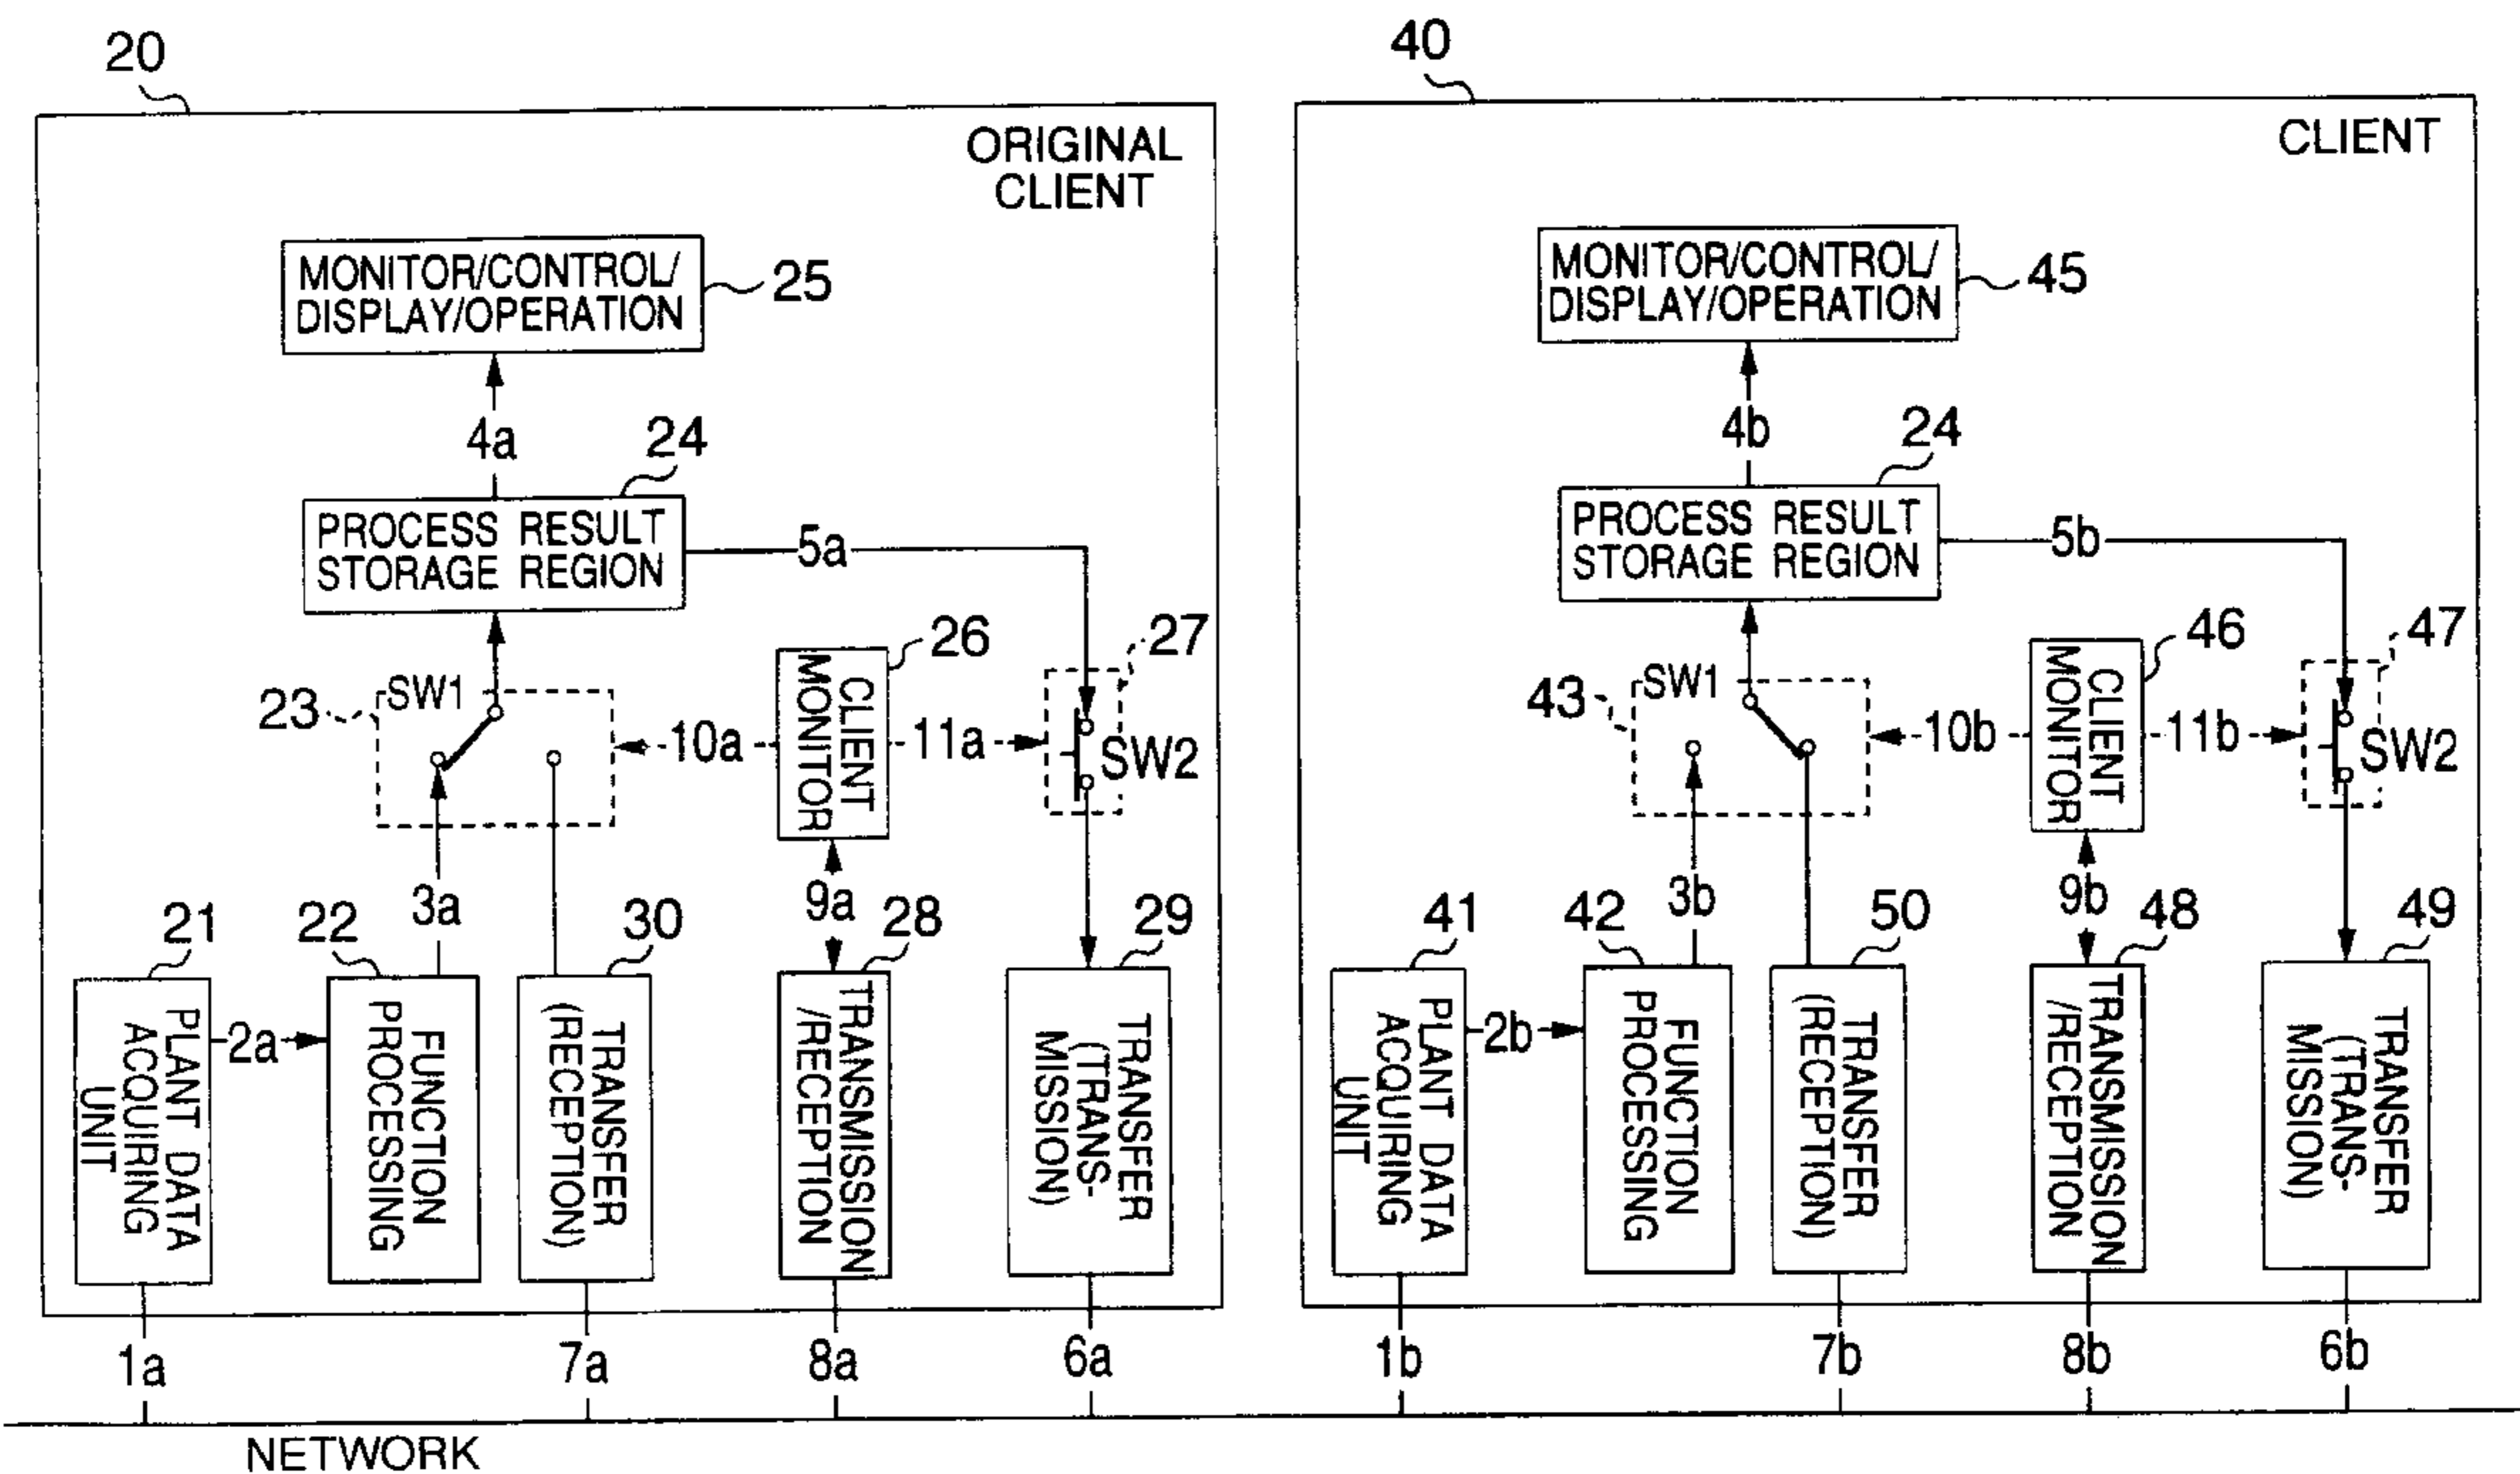 20
ORIGINAL
CLIENT
MONITOR/CONTROL/
DISPLAY/OPERATION
25
4a
24
PROCESS RESULT
STORAGE REGION
5a
26
27
CLIENT
MONITOR
23
SW1
10a
11a
SW2
3a
9a
21
22
30
28
29
PLANT DATA
ACQUIRING
UNIT
2a
FUNCTION
PROCESSING
TRANSFER
(RECEPTION)
TRANSMISSION
/RECEPTION
TRANSFER
(TRANS-
MISSION)
1a
7a
8a
6a
40
CLIENT
MONITOR/CONTROL/
DISPLAY/OPERATION
45
4b
24
PROCESS RESULT
STORAGE REGION
5b
46
47
CLIENT
MONITOR
43
SW1
10b
11b
SW2
3b
9b
41
42
50
48
49
PLANT DATA
ACQUIRING
UNIT
2b
FUNCTION
PROCESSING
TRANSFER
(RECEPTION)
TRANSMISSION
/RECEPTION
TRANSFER
(TRANS-
MISSION)
1b
7b
8b
6b
NETWORK